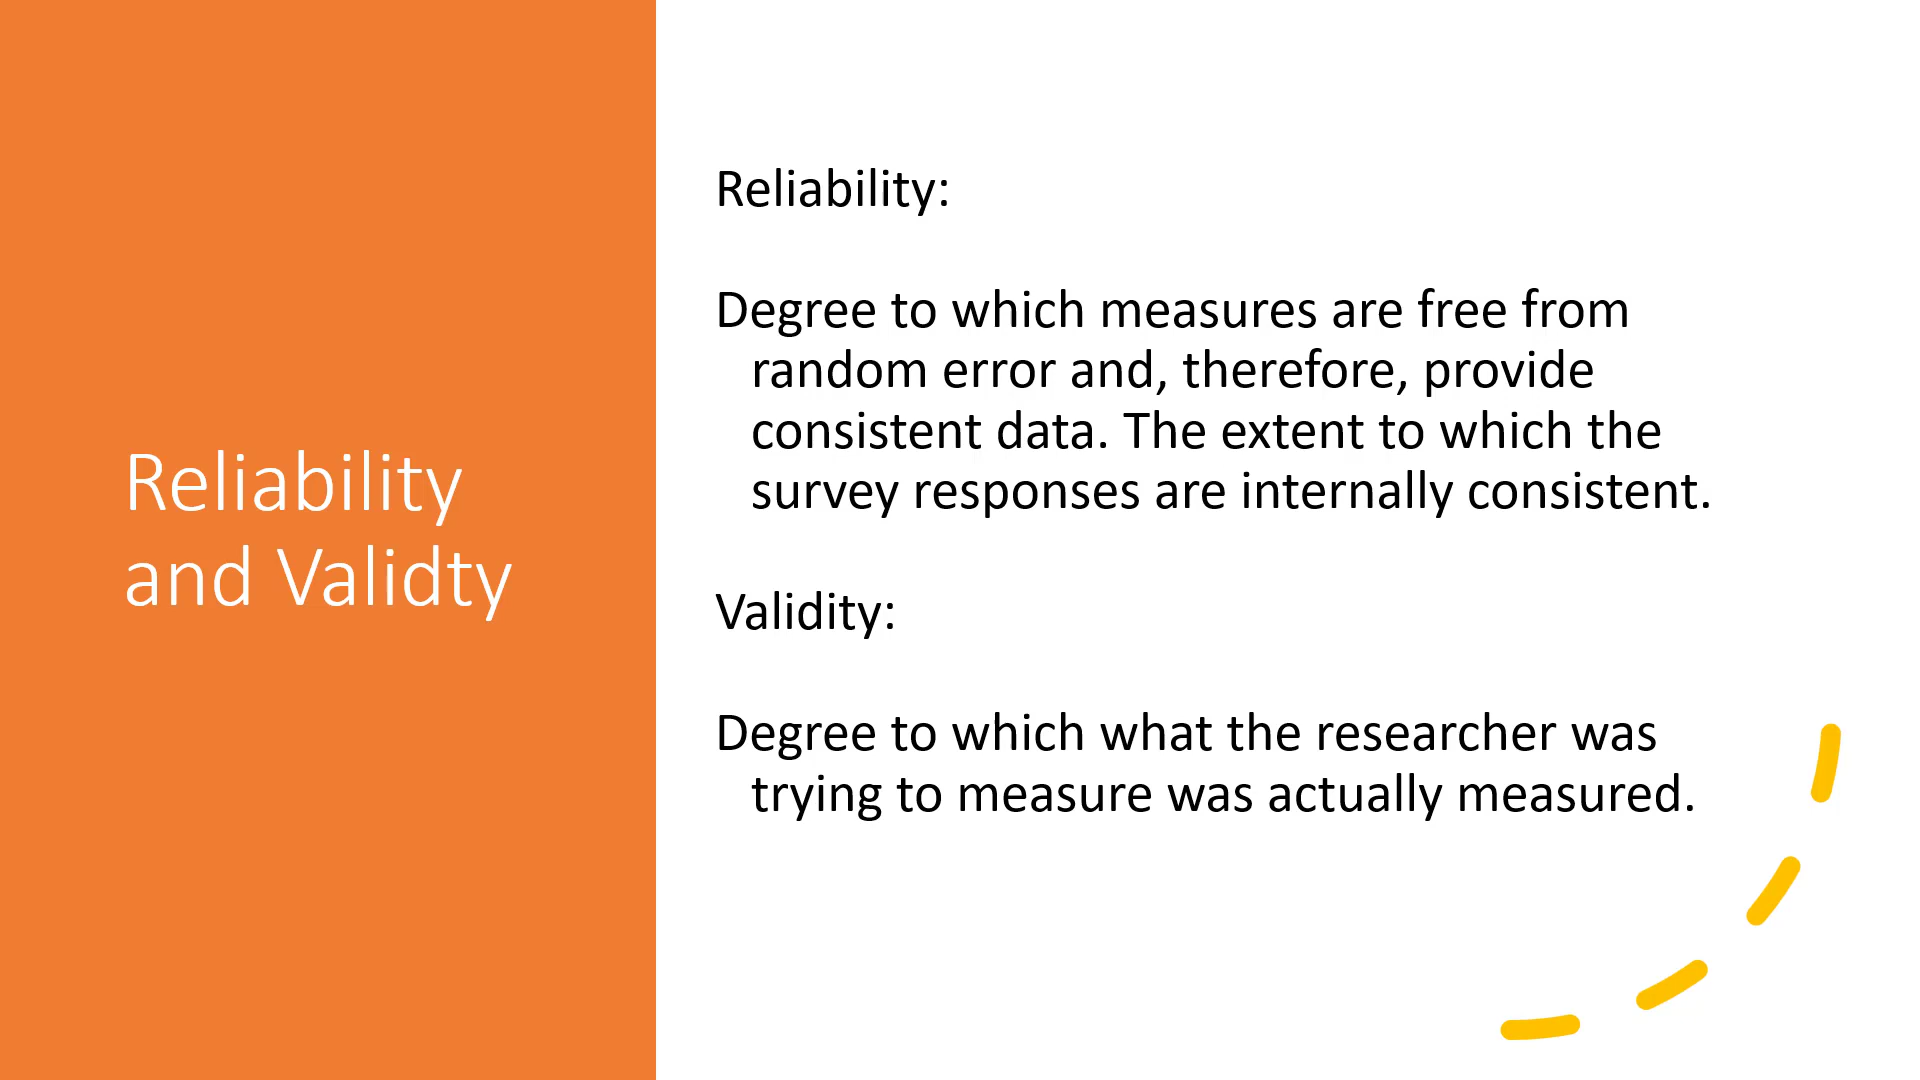 Reliability
and Validty
Reliability:
Degree to which measures are free from
random error and, therefore, provide
consistent data. The extent to which the
survey responses are internally consistent.
Validity:
Degree to which what the researcher was
trying to measure was actually measured.